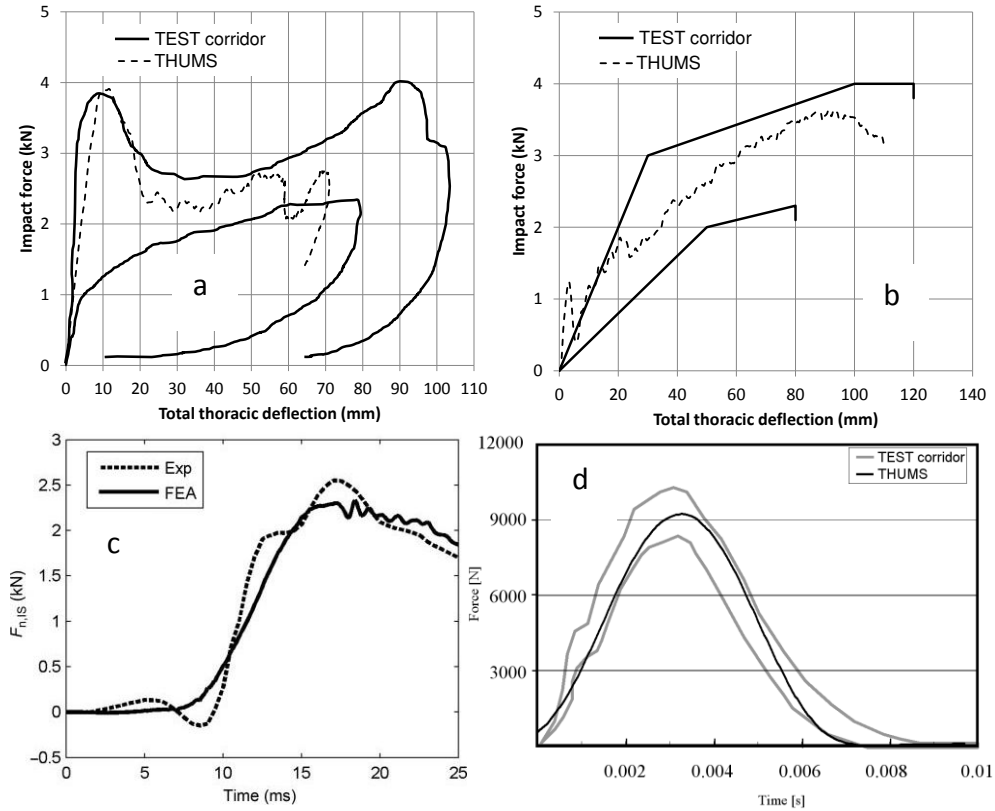 5
4
3
2
1
0
TEST corridor
THUMS
a
0 10 20 30 40 50 60 70 80 90 100 110
Impact force (kN)
Total thoracic deflection (mm)
5
4
3
2
1
0
TEST corridor
THUMS
b
0 20 40 60 80 100 120 140
Impact force (kN)
Total thoracic deflection (mm)
3
2.5
2
1.5
1
0.5
0
−0.5
Exp
FEA
c
0 5 10 15 20 25
Fn,IS (kN)
Time (ms)
12000
9000
6000
3000
d
TEST corridor
THUMS
0.002 0.004 0.006 0.008 0.01
Force [N]
Time [s]